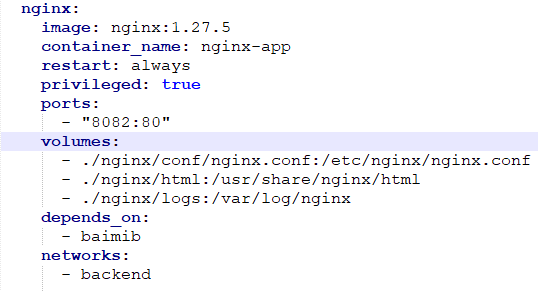 nginx:
image: nginx:1.27.5
container_name: nginx-app
restart: always
privileged: true
ports:
- "8082:80"
volumes:
- ./nginx/conf/nginx.conf:/etc/nginx/nginx.conf
- ./nginx/html:/usr/share/nginx/html
- ./nginx/logs:/var/log/nginx
depends_on:
- baimib
networks:
- backend